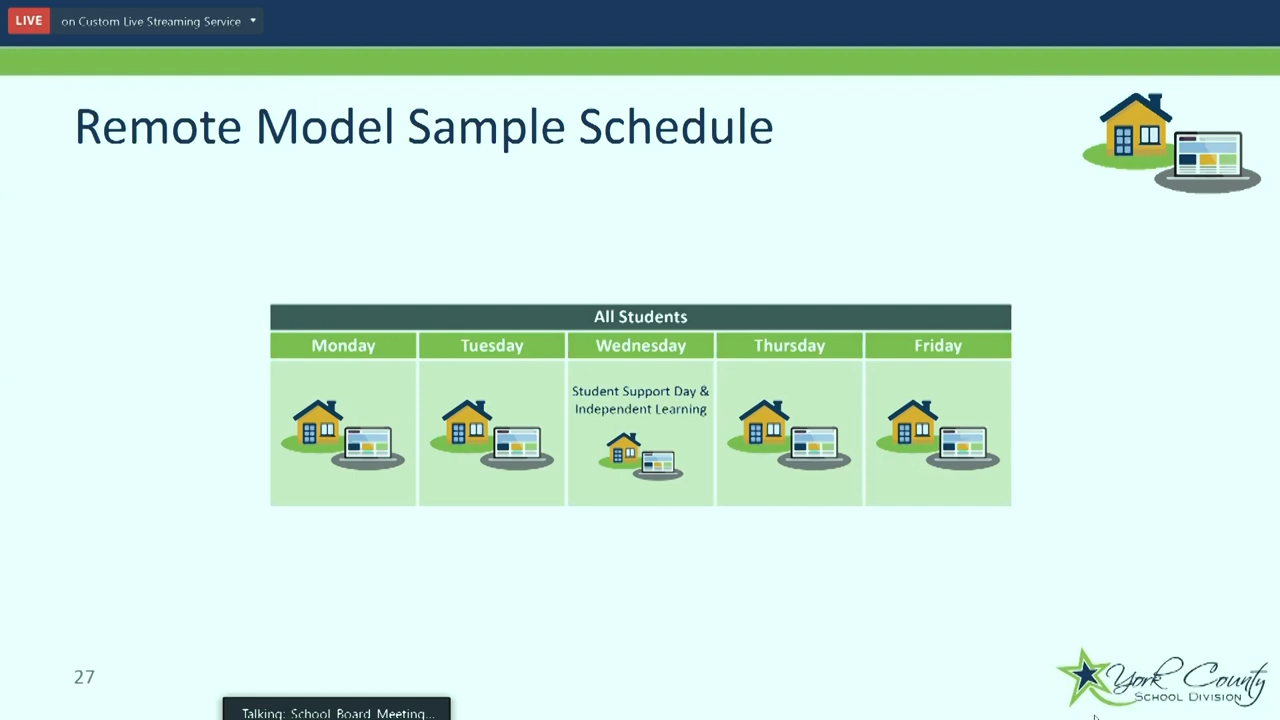 LIVE on Custom Live Streaming Service
Remote Model Sample Schedule
All Students
Monday Tuesday Wednesday Thursday Friday
Student Support Day &
Independent Learning
27
York County
SCHOOL DIVISION
Talking: School Board Meeting...